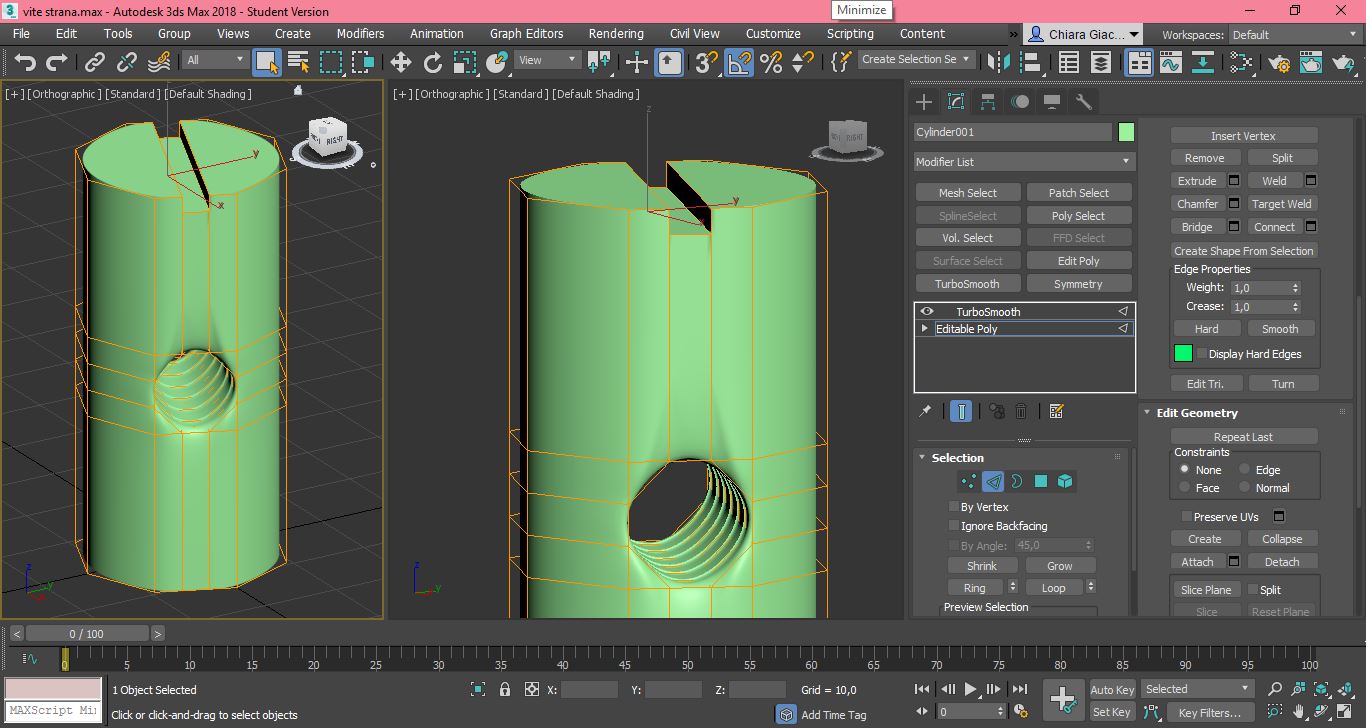 vite strana.max - Autodesk 3ds Max 2018 - Student Version
Minimize
File Edit Tools Group Views Create Modifiers Animation Graph Editors Rendering Civil View Customize Scripting Content » Chiara Giac... Workspaces: Default
All View 3 Create Selection Se
[+] [Orthographic] [Standard] [Default Shading]
[+] [Orthographic] [Standard] [Default Shading]
RIGHT
RIGHT
z
y
x
y
z
y
z
y
Cylinder001
Modifier List
Mesh Select Patch Select
SplineSelect Poly Select
Vol. Select FFD Select
Surface Select Edit Poly
TurboSmooth Symmetry
TurboSmooth
Editable Poly
Selection
By Vertex
Ignore Backfacing
By Angle: 45,0
Shrink Grow
Ring Loop
Preview Selection
Insert Vertex
Remove Split
Extrude Weld
Chamfer Target Weld
Bridge Connect
Create Shape From Selection
Edge Properties
Weight: 1,0
Crease: 1,0
Hard Smooth
Display Hard Edges
Edit Tri. Turn
Edit Geometry
Repeat Last
Constraints
None Edge
Face Normal
Preserve UVs
Create Collapse
Attach Detach
Slice Plane Split
Slice Reset Plane
< 0 / 100 >
0 5 10 15 20 25 30 35 40 45 50 55 60 65 70 75 80 85 90 95 100
MAXScript Mi
1 Object Selected
Click or click-and-drag to select objects
X: Y: Z: Grid = 10,0
Add Time Tag
0
Auto Key Selected
Set Key Key Filters...